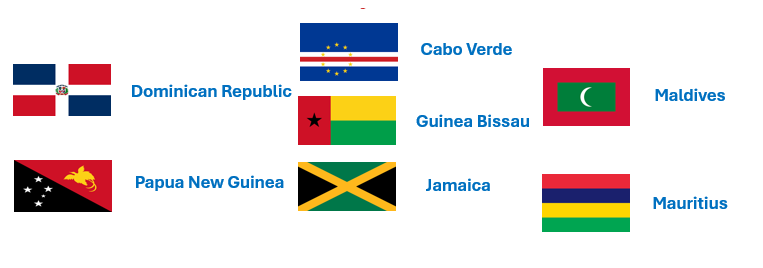 Cabo Verde
Dominican Republic
Maldives
Guinea Bissau
Papua New Guinea
Jamaica
Mauritius